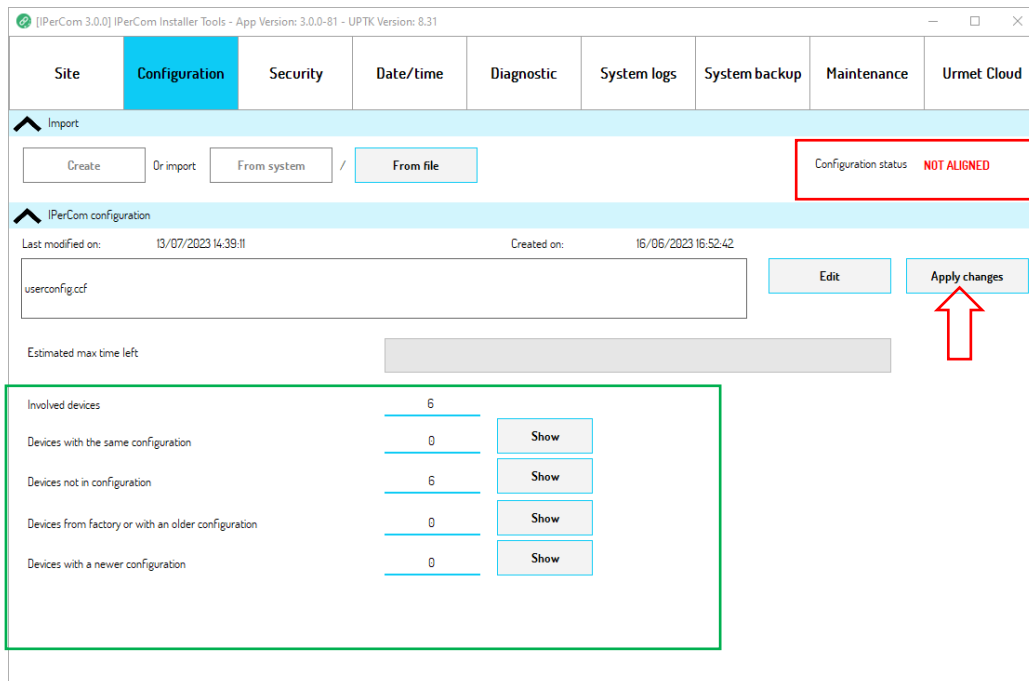 [IPerCom 3.0.0] IPerCom Installer Tools - App Version: 3.0.0-81 - UPTK Version: 8.31
Site Configuration Security Date/time Diagnostic System logs System backup Maintenance Urmet Cloud
Import
Create Or import From system / From file Configuration status NOT ALIGNED
IPerCom configuration
Last modified on: 13/07/2023 14:39:11 Created on: 16/06/2023 16:52:42
userconfig.ccf Edit Apply changes
Estimated max time left
Involved devices 6
Devices with the same configuration 0 Show
Devices not in configuration 6 Show
Devices from factory or with an older configuration 0 Show
Devices with a newer configuration 0 Show